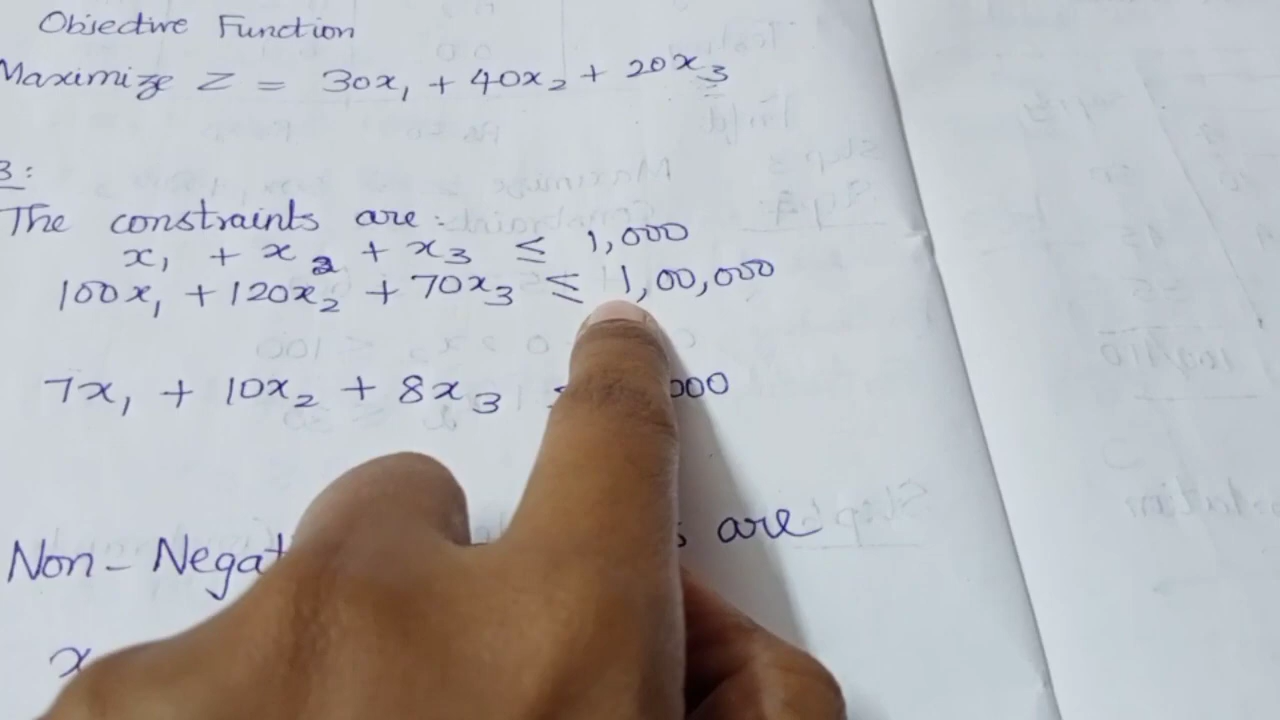 Objective Function
Maximize Z = 30x₁ + 40x₂ + 20x₃
3:
The constraints are:
x₁ + x₂ + x₃ ≤ 1,000
100x₁ + 120x₂ + 70x₃ ≤ 1,00,000
7x₁ + 10x₂ + 8x₃ 000
Non-Negat are
x